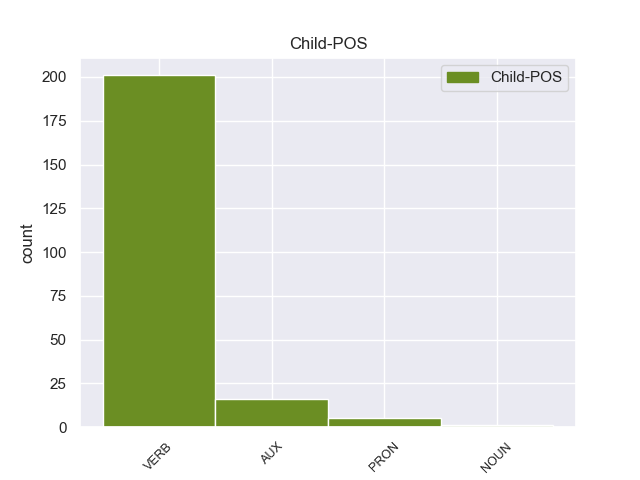 Child-POS
Child-POS
200
175
150
125
100
75
50
25
0
count
VERB
AUX
PRON
NOUN